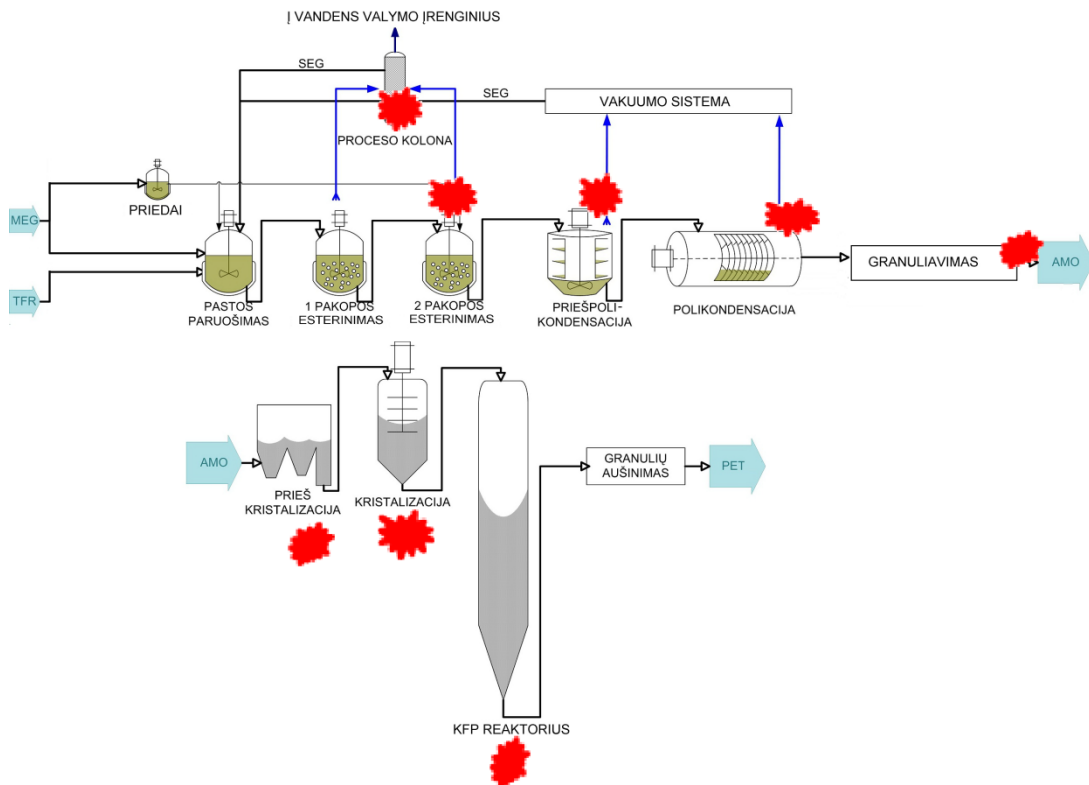 Į VANDENS VALYMO ĮRENGINIUS
SEG
SEG
VAKUUMO SISTEMA
PROCESO KOLONA
PRIEDAI
MEG
TFR
PASTOS
PARUOŠIMAS
1 PAKOPOS
ESTERINIMAS
2 PAKOPOS
ESTERINIMAS
PRIEŠPOLI-
KONDENSACIJA
POLIKONDENSACIJA
GRANULIAVIMAS
AMO
AMO
PRIEŠ
KRISTALIZACIJA
KRISTALIZACIJA
GRANULIŲ
AUŠINIMAS
PET
KFP REAKTORIUS